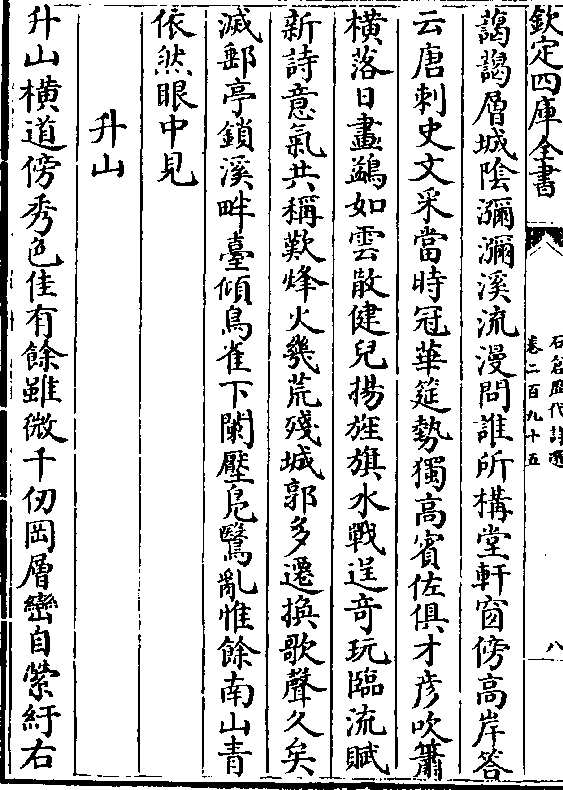 欽定四庫全書
石倉歷代詩選
卷二百九十五
八
藹藹層城陰瀰瀰溪流漫問誰所構堂軒窗傍高岸答
云唐刺史文采當時冠華筵勢獨高賓佐俱才彦吹簫
横落日畫鷁如雲散健兒揚旌旗水戰逞奇玩臨流賦
新詩意氣共稱歎烽火幾荒殘城郭多遷換歌聲久矣
滅郵亭鎖溪畔臺傾鳥雀下闌壓鳬鷖亂惟餘南山青
依然眼中見
升山
升山横道傍秀色佳有餘雖微千仞岡層巒自縈紆右